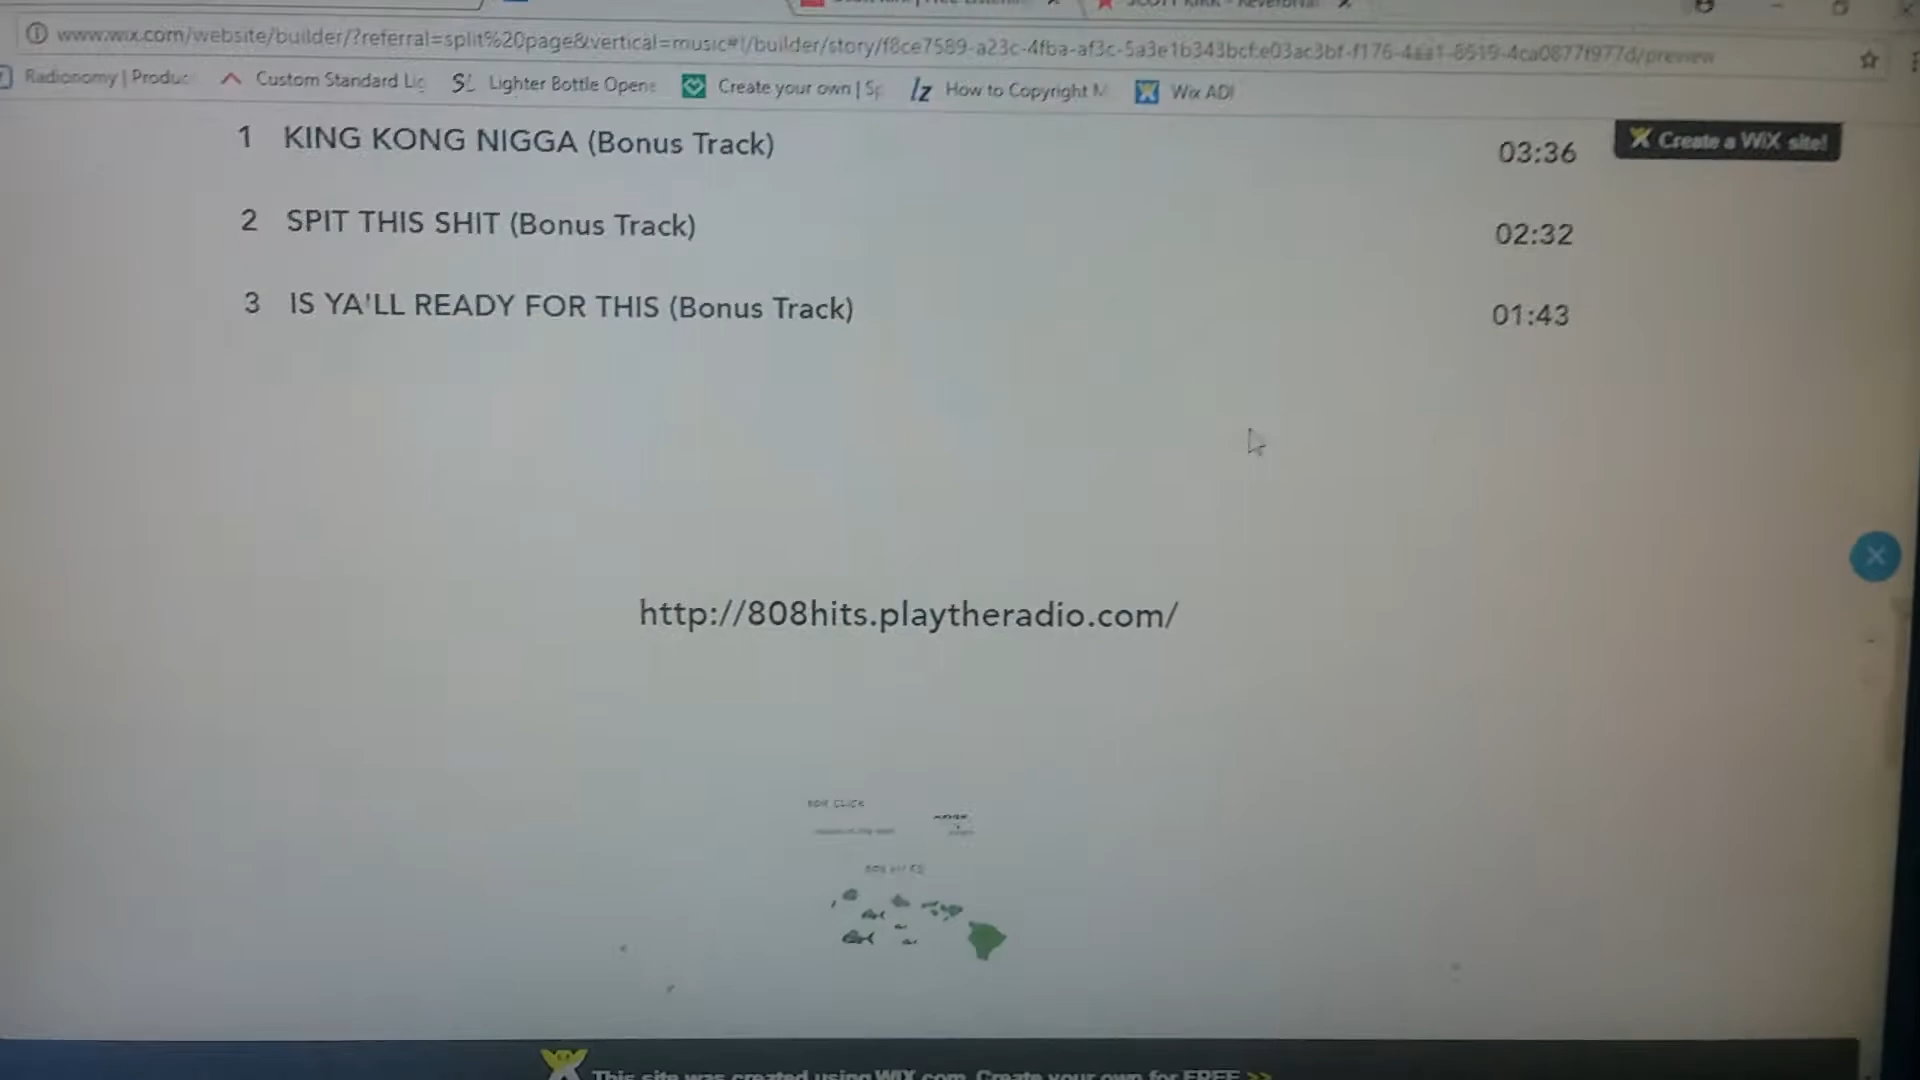 www.wix.com/website/builder/?referral=split%20page&vertical=music#!/builder/story/f8ce7589-a23c-4fba-af3c-5a3e1b343bcf:e03ac3bf-f176-4aa1-8519-4ca0877f977d/preview
Radionomy | Produc
Custom Standard Lig
Lighter Bottle Opene
Create your own | Sp
How to Copyright M
Wix ADI
1 KING KONG NIGGA (Bonus Track) 03:36
Create a WiX site!
2 SPIT THIS SHIT (Bonus Track) 02:32
3 IS YA'LL READY FOR THIS (Bonus Track) 01:43
http://808hits.playtheradio.com/
This site was created using WIX.com. Create your own for FREE >>